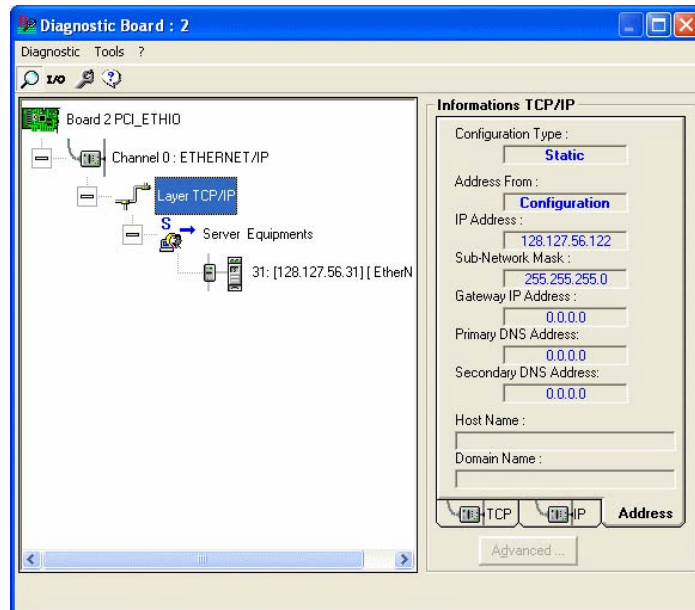 Diagnostic Board : 2
Diagnostic Tools ?
I/O
Board 2 PCI_ETHIO
Channel 0 : ETHERNET/IP
Layer TCP/IP
S
Server Equipments
31: [128.127.56.31] [ EtherN
Informations TCP/IP
Configuration Type :
Static
Address From :
Configuration
IP Address :
128.127.56.122
Sub-Network Mask :
255.255.255.0
Gateway IP Address :
0.0.0.0
Primary DNS Address:
0.0.0.0
Secondary DNS Address:
0.0.0.0
Host Name :
Domain Name :
TCP IP Address
Advanced ...